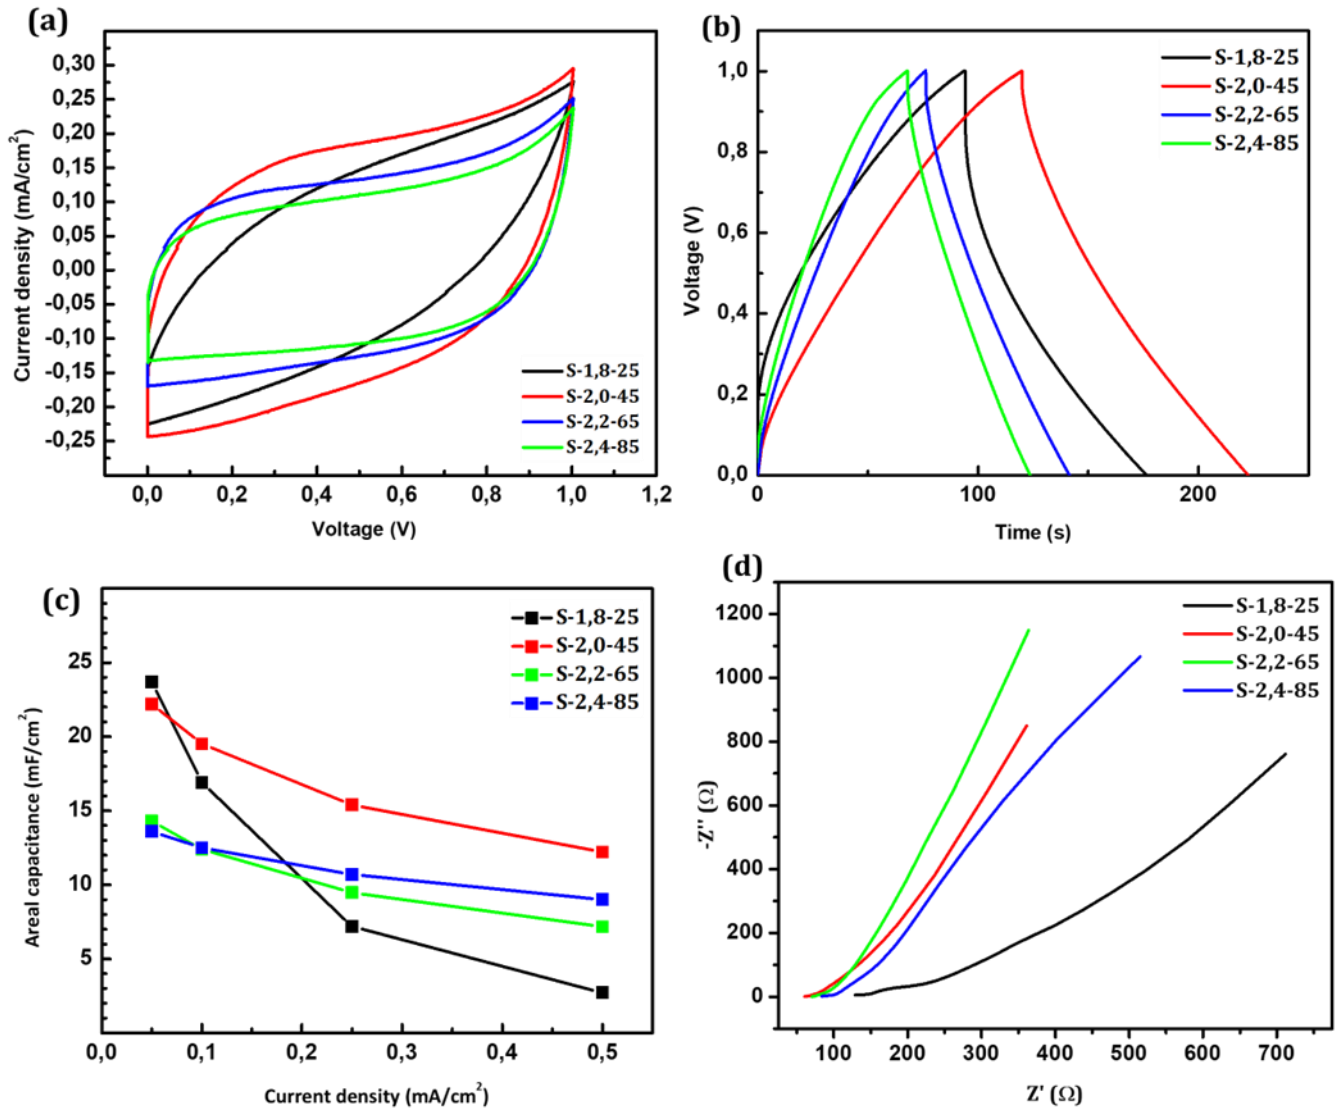 (a)
0,30
0,25
0,20
0,15
0,10
0,05
0,00
-0,05
-0,10
-0,15
-0,20
-0,25
Current density (mA/cm²)
S-1,8-25
S-2,0-45
S-2,2-65
S-2,4-85
0,0 0,2 0,4 0,6 0,8 1,0 1,2
Voltage (V)
(b)
1,0
0,8
0,6
0,4
0,2
0,0
Voltage (V)
S-1,8-25
S-2,0-45
S-2,2-65
S-2,4-85
0 100 200
Time (s)
(c)
25
20
15
10
5
Areal capacitance (mF/cm²)
S-1,8-25
S-2,0-45
S-2,2-65
S-2,4-85
0,0 0,1 0,2 0,3 0,4 0,5
Current density (mA/cm²)
(d)
1200
1000
800
600
400
200
0
-Z'' (Ω)
S-1,8-25
S-2,0-45
S-2,2-65
S-2,4-85
100 200 300 400 500 600 700
Z' (Ω)